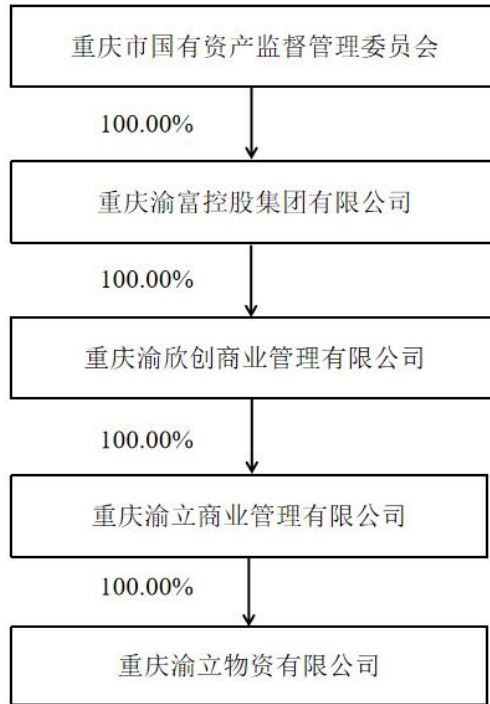 重庆市国有资产监督管理委员会
100.00%
重庆渝富控股集团有限公司
100.00%
重庆渝欣创商业管理有限公司
100.00%
重庆渝立商业管理有限公司
100.00%
重庆渝立物资有限公司